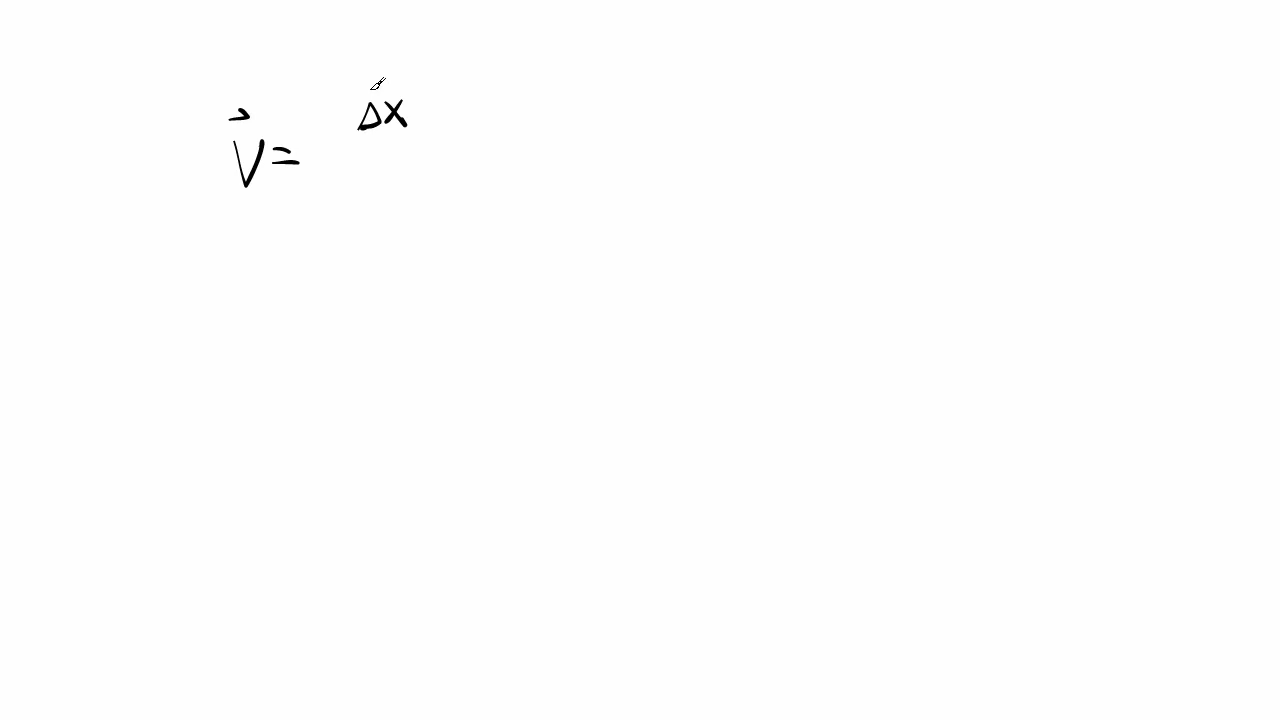 v⃗ = Δx